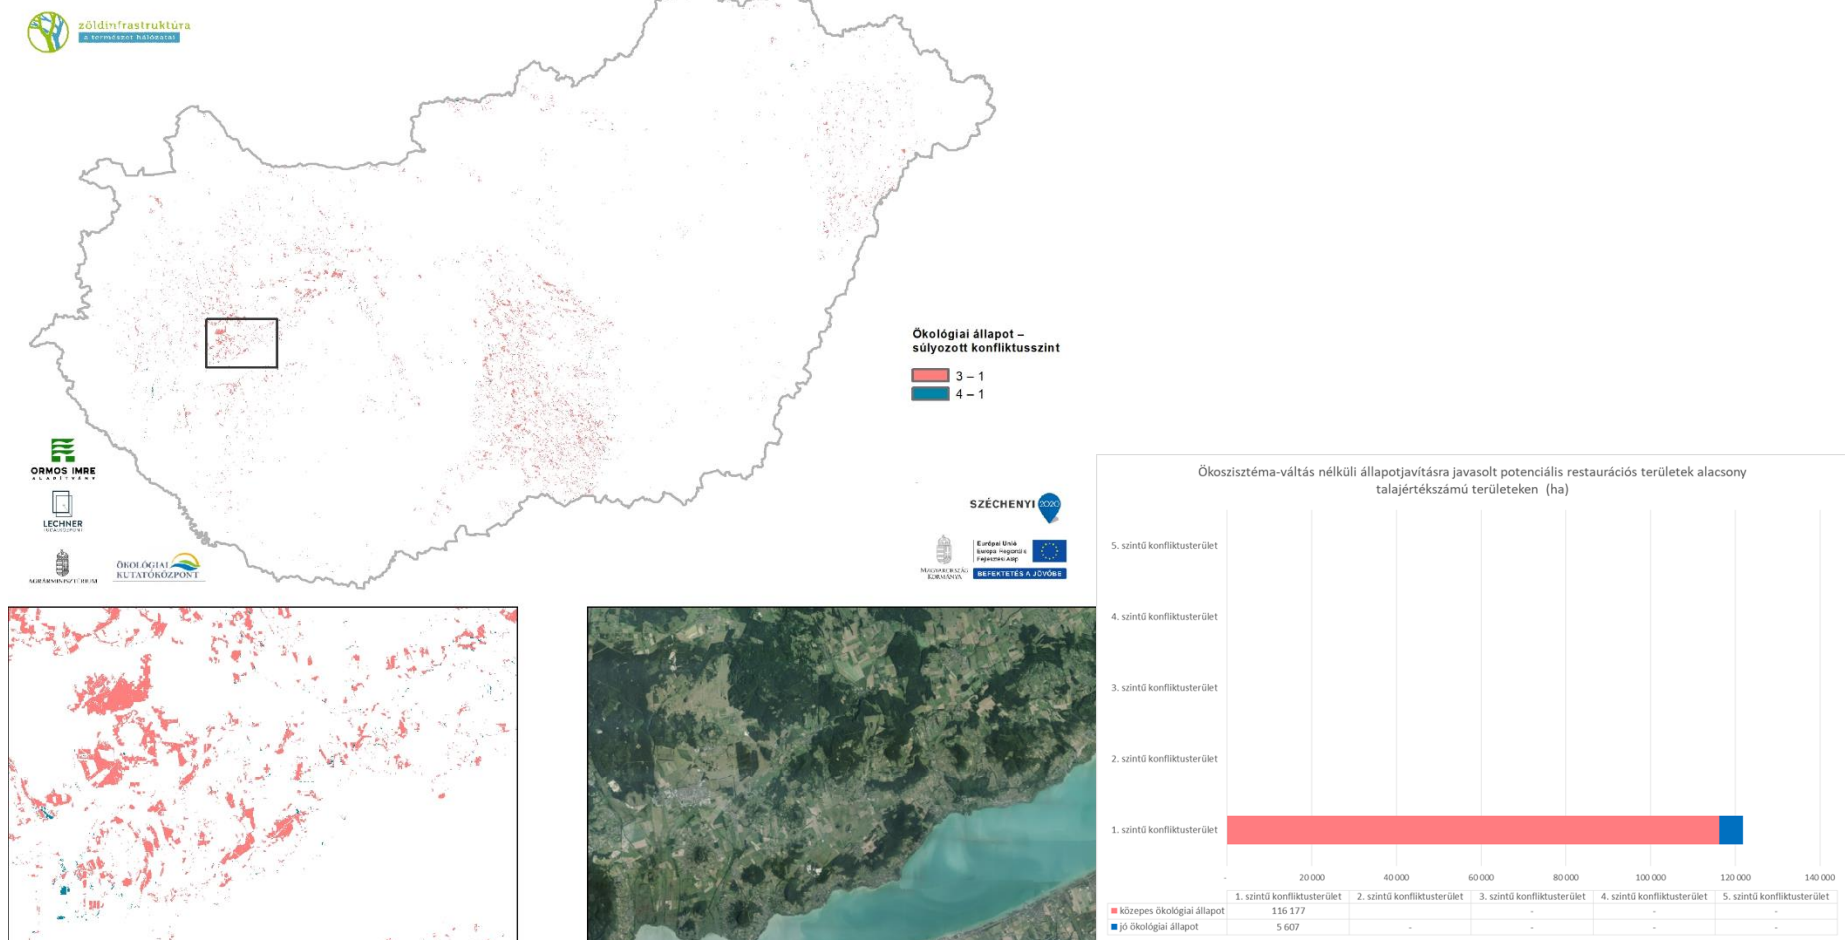 zöldinfrastruktúra
a természet hálózatai
Ökológiai állapot –
súlyozott konfliktusszint
3 – 1
4 – 1
ORMOS IMRE
ALAPÍTVÁNY
LECHNER
TUDÁSKÖZPONT
AGRÁRMINISZTÉRIUM
ÖKOLÓGIAI
KUTATÓKÖZPONT
SZÉCHENYI 2020
MAGYARORSZÁG
KORMÁNYA
Európai Unió
Európai Regionális
Fejlesztési Alap
BEFEKTETÉS A JÖVŐBE
Ökoszisztéma-váltás nélküli állapotjavításra javasolt potenciális restaurációs területek alacsony
talajértékszámú területeken (ha)
5. szintű konfliktusterület
4. szintű konfliktusterület
3. szintű konfliktusterület
2. szintű konfliktusterület
1. szintű konfliktusterület
- 20 000 40 000 60 000 80 000 100 000 120 000 140 000
1. szintű konfliktusterület 2. szintű konfliktusterület 3. szintű konfliktusterület 4. szintű konfliktusterület 5. szintű konfliktusterület
közepes ökológiai állapot 116 177 - - - -
jó ökológiai állapot 5 607 - - - -